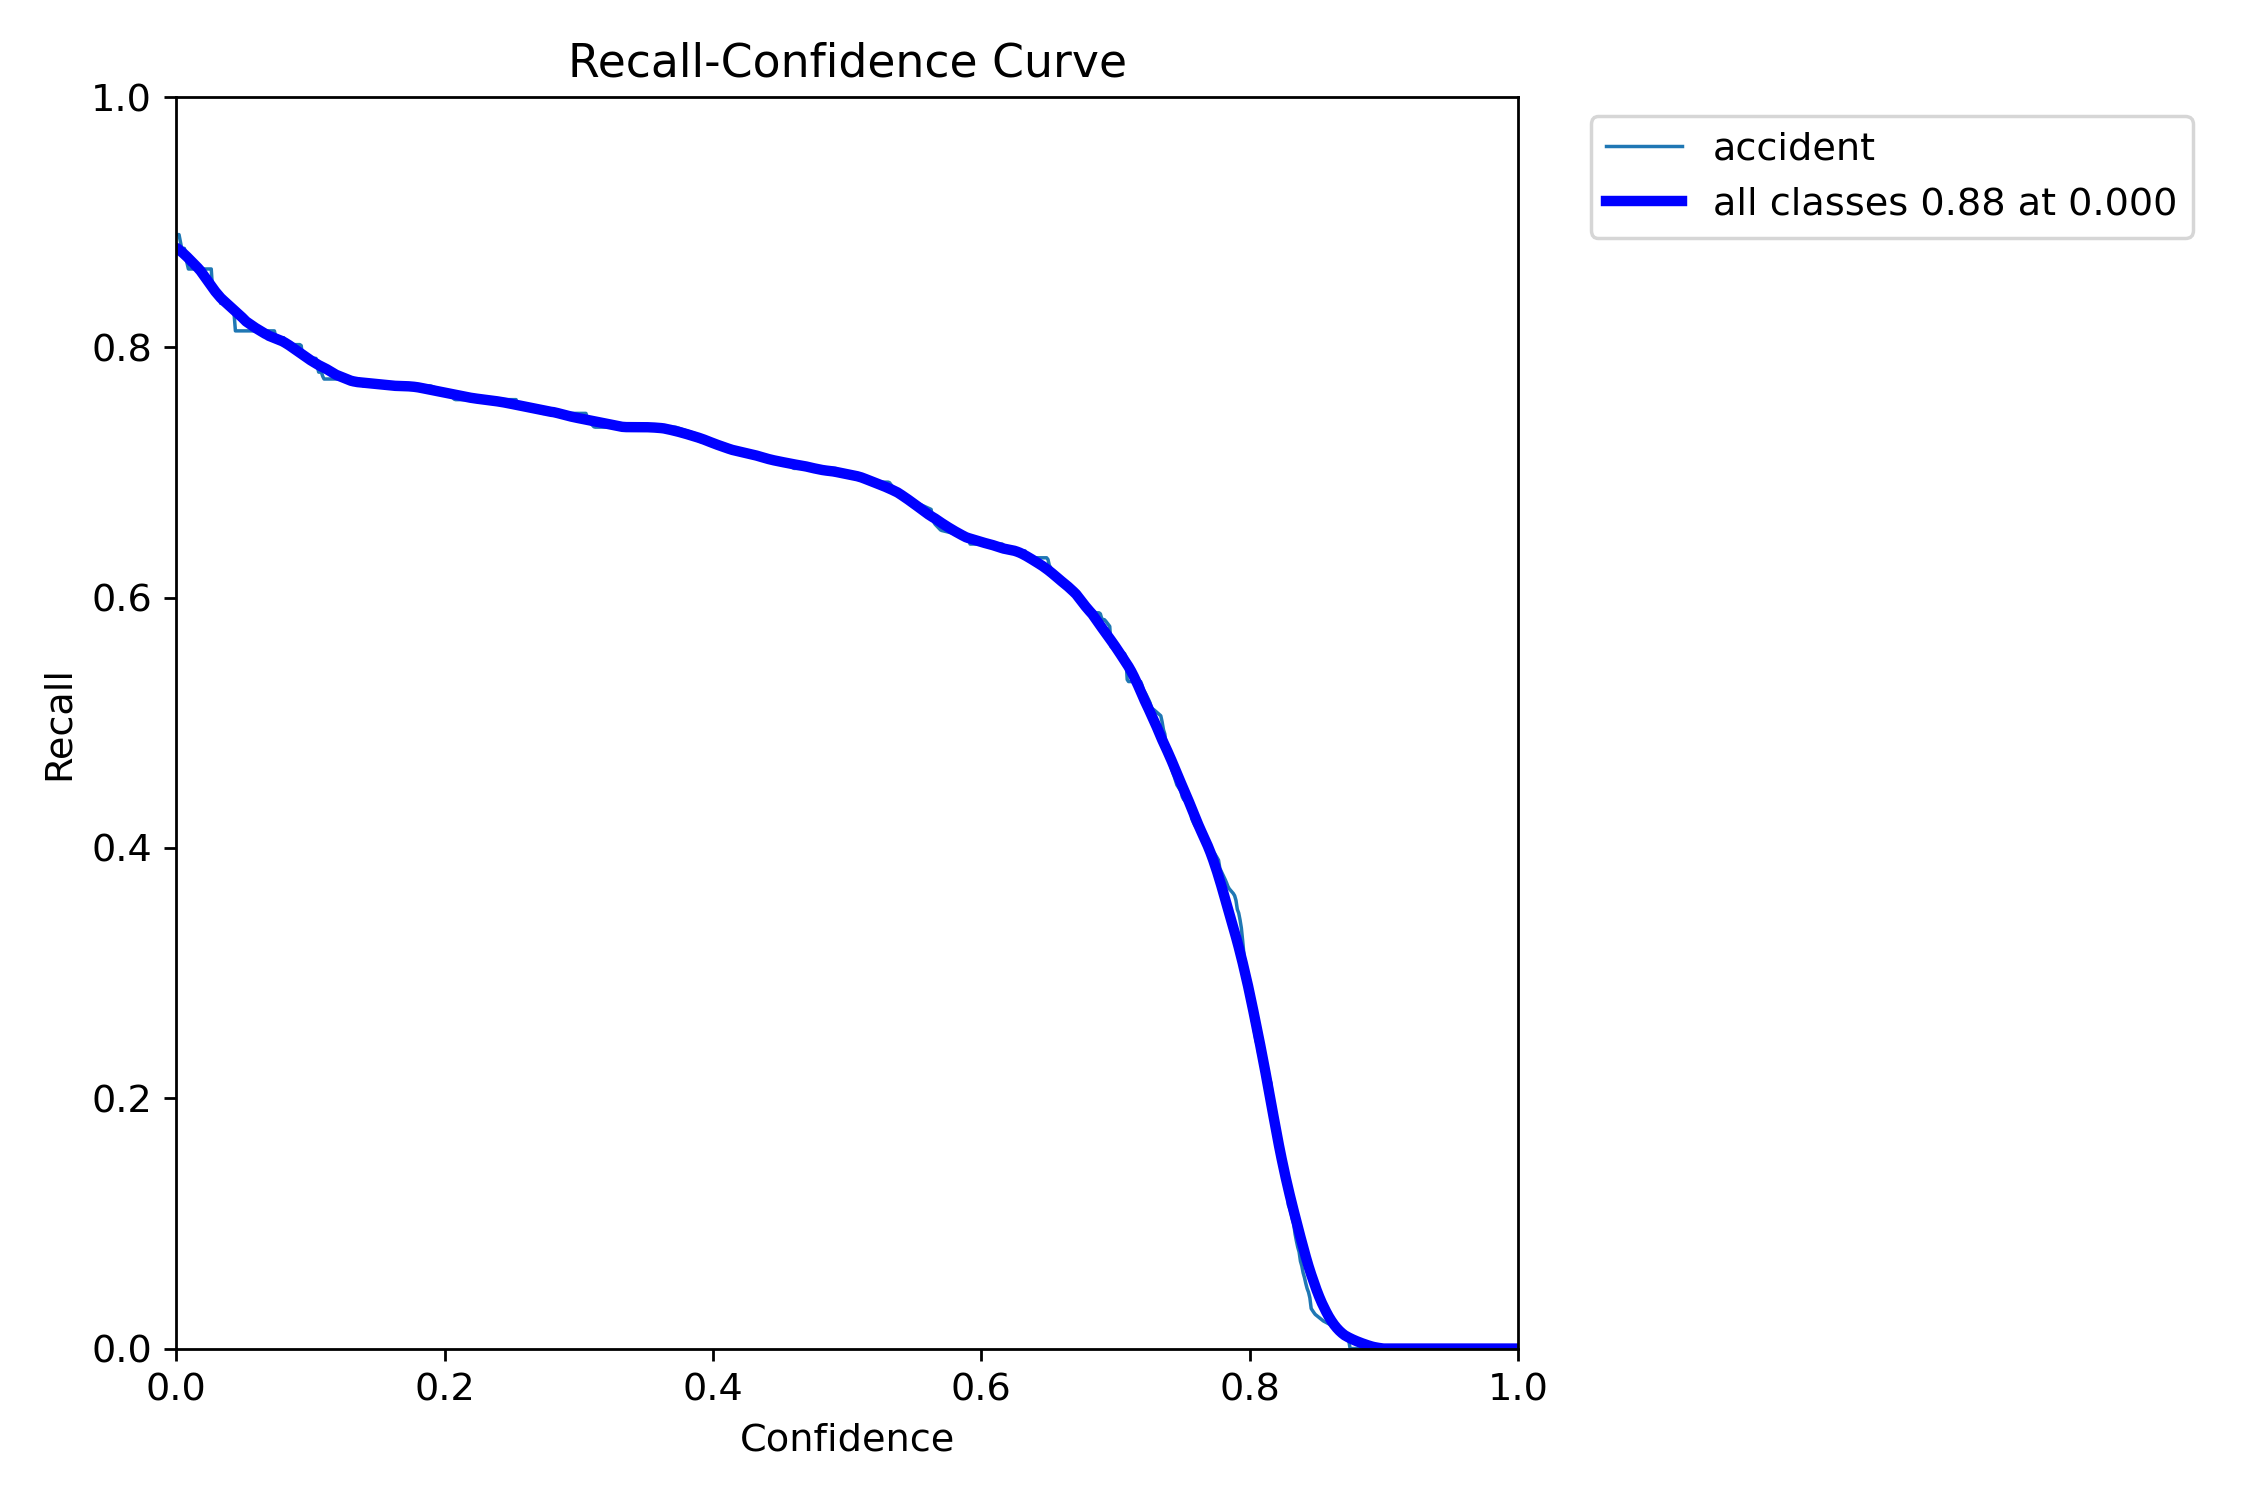 Recall-Confidence Curve
accident
all classes 0.88 at 0.000
1.0
0.8
0.6
0.4
0.2
0.0
Recall
0.0 0.2 0.4 0.6 0.8 1.0
Confidence